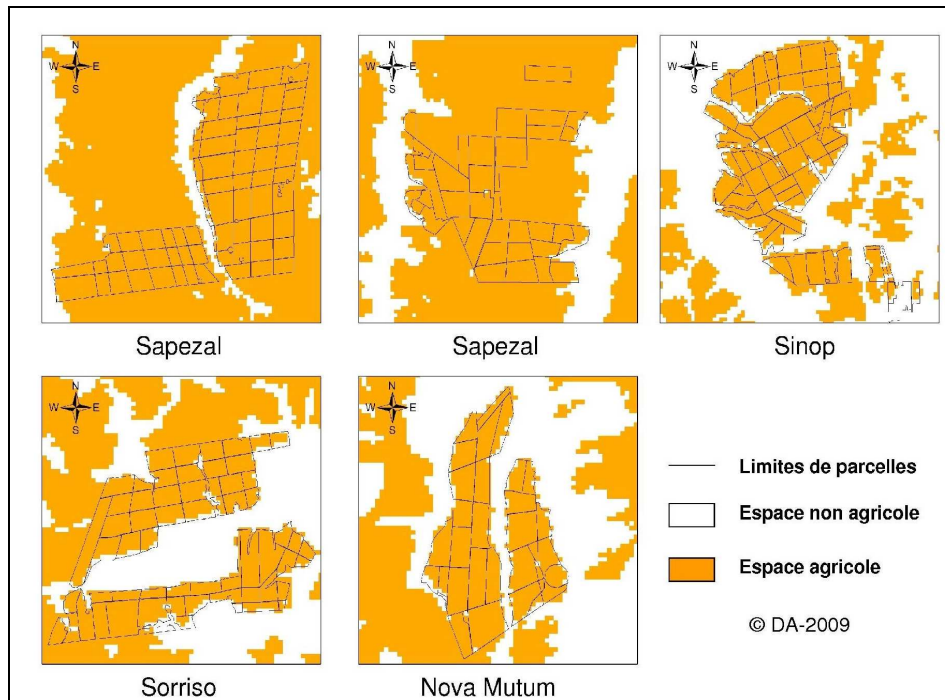 N
W E
S
N
W E
S
N
W E
S
Sapezal
Sapezal
Sinop
N
W E
S
N
W E
S
Limites de parcelles
Espace non agricole
Espace agricole
© DA-2009
Sorriso
Nova Mutum